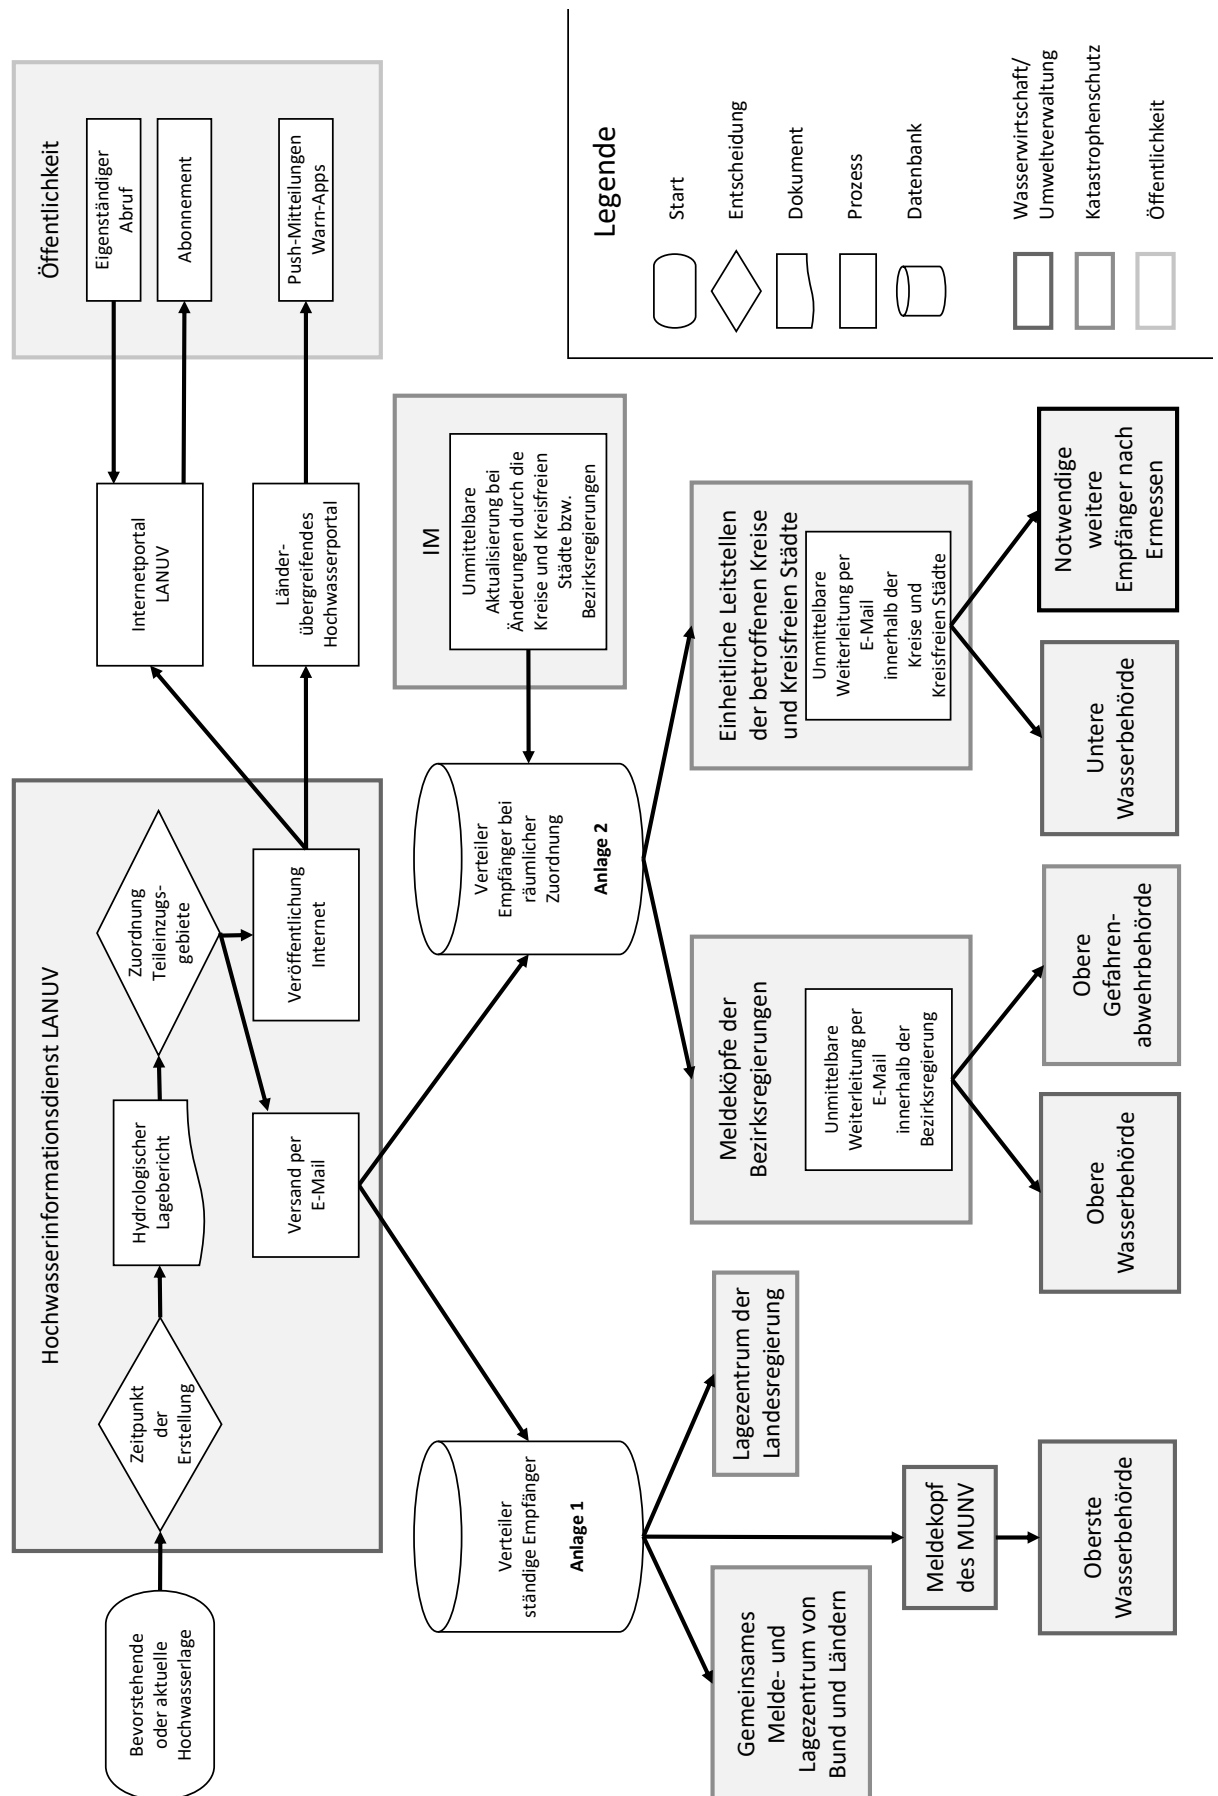 Bevorstehende
oder aktuelle
Hochwasserlage
Hochwasserinformationsdienst LANUV
Zeitpunkt
der
Erstellung
Hydrologischer
Lagebericht
Zuordnung
Teileinzugs-
gebiete
Versand per
E-Mail
Veröffentlichung
Internet
Internetportal
LANUV
Länder-
übergreifendes
Hochwasserportal
Öffentlichkeit
Eigenständiger
Abruf
Abonnement
Push-Mitteilungen
Warn-Apps
Verteiler
ständige Empfänger
Anlage 1
Verteiler
Empfänger bei
räumlicher
Zuordnung
Anlage 2
IM
Unmittelbare
Aktualisierung bei
Änderungen durch die
Kreise und Kreisfreien
Städte bzw.
Bezirksregierungen
Gemeinsames
Melde- und
Lagezentrum von
Bund und Ländern
Lagezentrum der
Landesregierung
Meldekopf
des MUNV
Oberste
Wasserbehörde
Meldeköpfe der
Bezirksregierungen
Unmittelbare
Weiterleitung per
E-Mail
innerhalb der
Bezirksregierung
Obere
Wasserbehörde
Obere
Gefahren-
abwehrbehörde
Einheitliche Leitstellen
der betroffenen Kreise
und Kreisfreien Städte
Unmittelbare
Weiterleitung per
E-Mail
innerhalb der
Kreise und
Kreisfreien Städte
Untere
Wasserbehörde
Notwendige
weitere
Empfänger nach
Ermessen
Legende
Start
Entscheidung
Dokument
Prozess
Datenbank
Wasserwirtschaft/
Umweltverwaltung
Katastrophenschutz
Öffentlichkeit